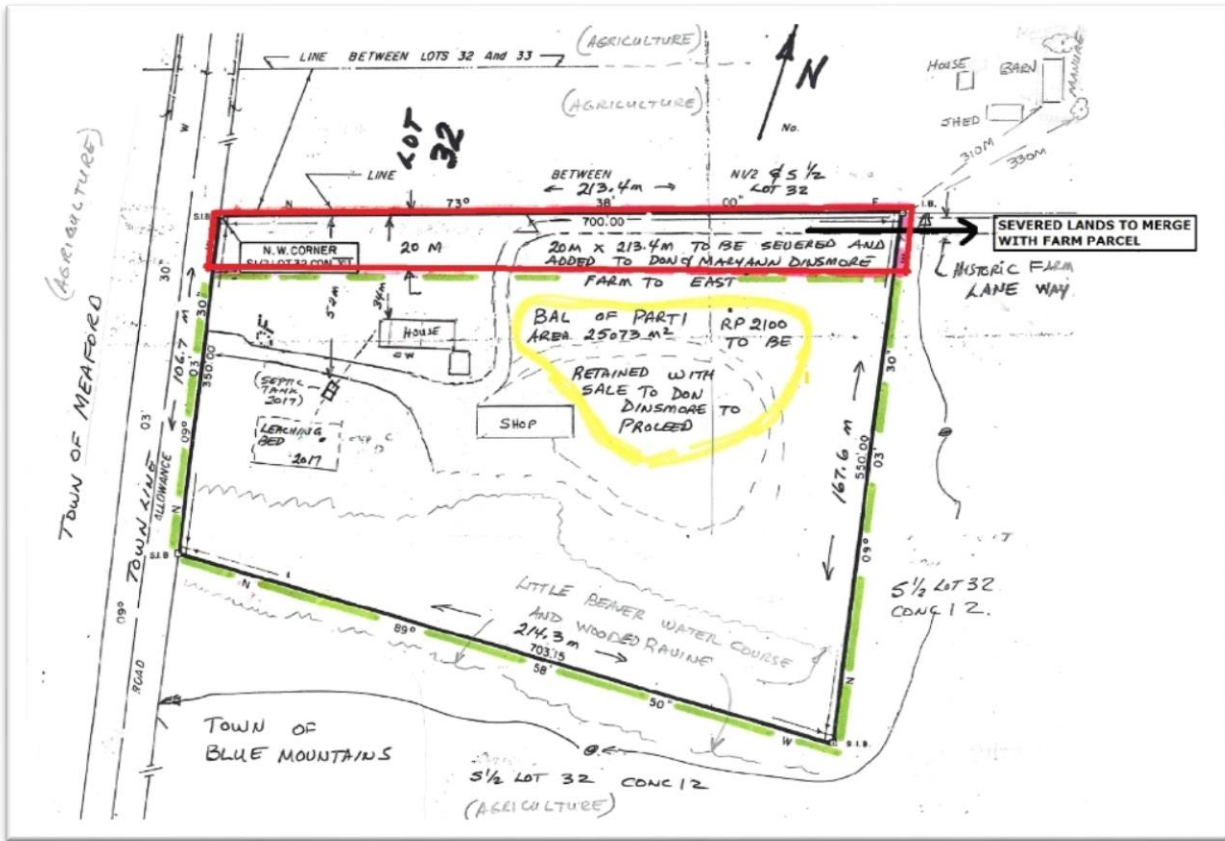 (AGRICULTURE)
LINE BETWEEN LOTS 32 And 33
(AGRICULTURE)
N
No.
HOUSE
BARN
MANURE
SHED
310M
330M
LOT
32
LINE
BETWEEN
N1/2 & S 1/2
LOT 32
← 213.4m →
N 73° 38' 00" E
700.00
S.I.B.
I.B.
N.W. CORNER
20 M
20M x 213.4m TO BE SEVERED AND
ADDED TO DON & MARYANN DINSMORE
FARM TO EAST
SEVERED LANDS TO MERGE
WITH FARM PARCEL
HISTORIC FARM
LANE WAY
(AGRICULTURE)
TOWN OF MEAFORD
W
30"
03'
09°
TOWN LINE
ROAD
ALLOWANCE
106.7 M
350.00
N 09° 03' 30"
34m
HOUSE
(SEPTIC
TANK
2017)
LEACHING
BED
2017
SHOP
BAL OF PART 1
AREA 25073 m²
RP 2100
TO BE
RETAINED WITH
SALE TO DON
DINSMORE TO
PROCEED
167.6 m
550.00
N 09° 03' 30"
S.I.B.
LITTLE BEAVER WATER COURSE
AND WOODED RAVINE
214.3m
703.15
N 89° 58' 50" W
S.I.B.
S 1/2 LOT 32
CONC 12.
TOWN OF
BLUE MOUNTAINS
S 1/2 LOT 32 CONC 12
(AGRICULTURE)